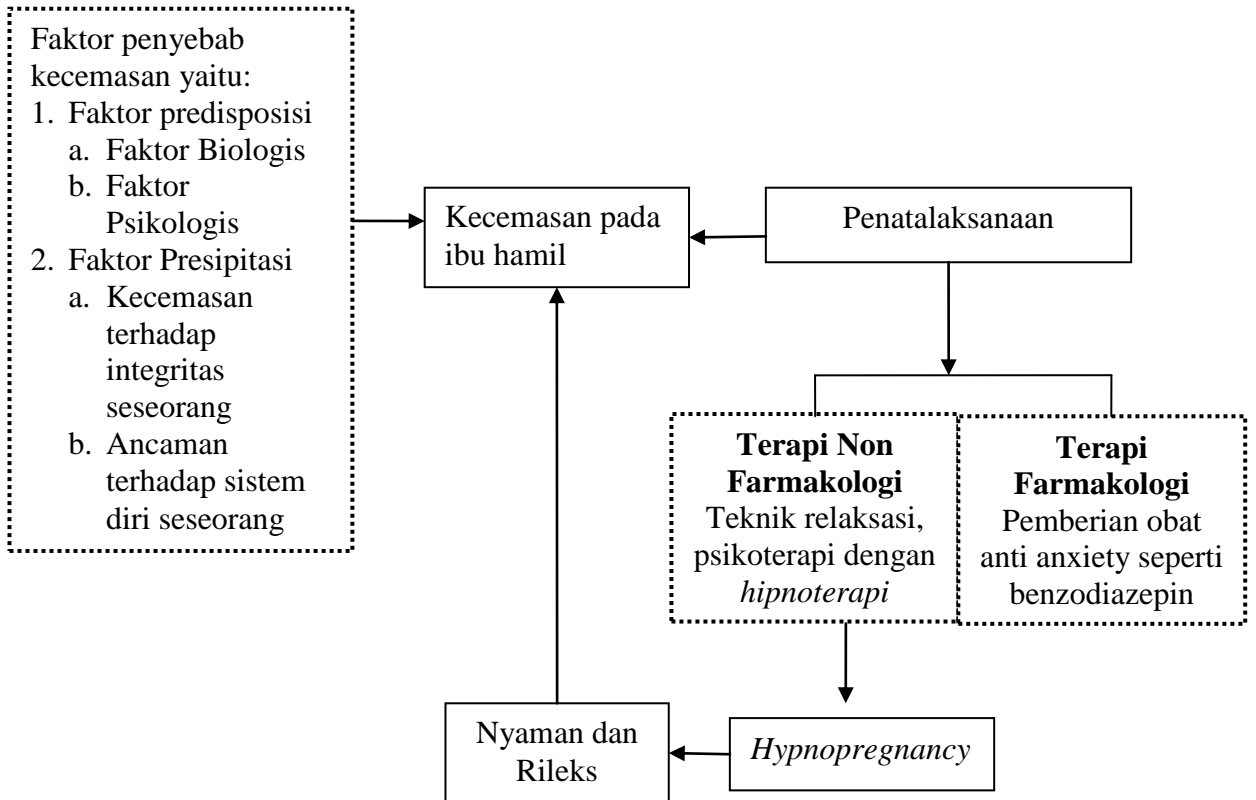 Faktor penyebab
kecemasan yaitu:
1. Faktor predisposisi
a. Faktor Biologis
b. Faktor
Psikologis
2. Faktor Presipitasi
a. Kecemasan
terhadap
integritas
seseorang
b. Ancaman
terhadap sistem
diri seseorang
Kecemasan pada
ibu hamil
Penatalaksanaan
Terapi Non
Farmakologi
Teknik relaksasi,
psikoterapi dengan
hipnoterapi
Terapi
Farmakologi
Pemberian obat
anti anxiety seperti
benzodiazepin
Nyaman dan
Rileks
Hypnopregnancy